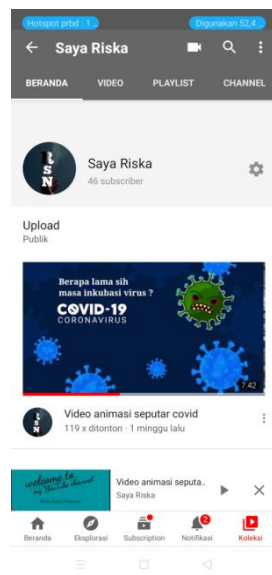 Hotspot prbd : 1 ..
Digunakan 52,4 ...
Saya Riska
BERANDA VIDEO PLAYLIST CHANNEL
RSN
Saya Riska
46 subscriber
Upload
Publik
Berapa lama sih
masa inkubasi virus ?
COVID-19
CORONAVIRUS
7.42
RSN
Video animasi seputar covid
119 x ditonton · 1 minggu lalu
welcome to
my YouTube channel
Video animasi seputa..
Saya Riska
2
Beranda Eksplorasi Subscription Notifikasi Koleksi